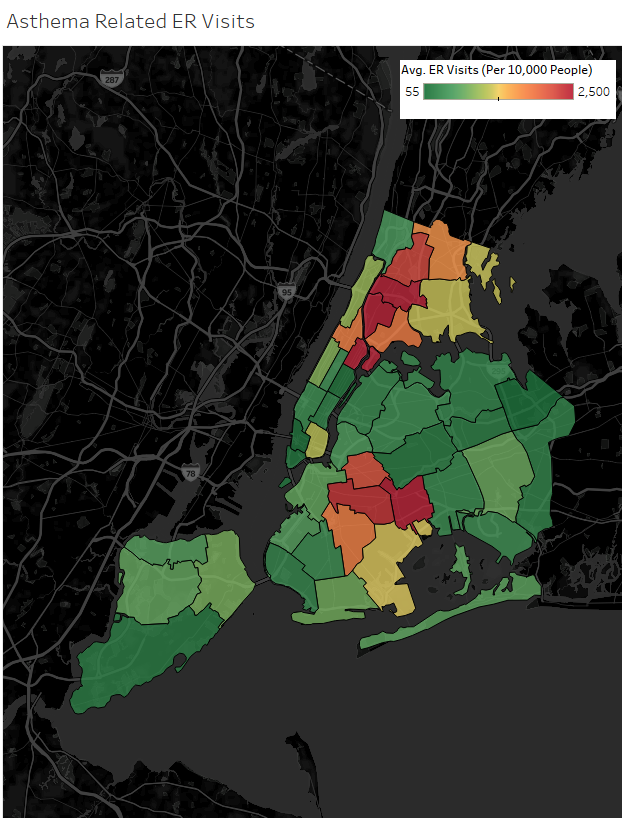 Asthema Related ER Visits
287
Avg. ER Visits (Per 10,000 People)
55 2,500
95
78